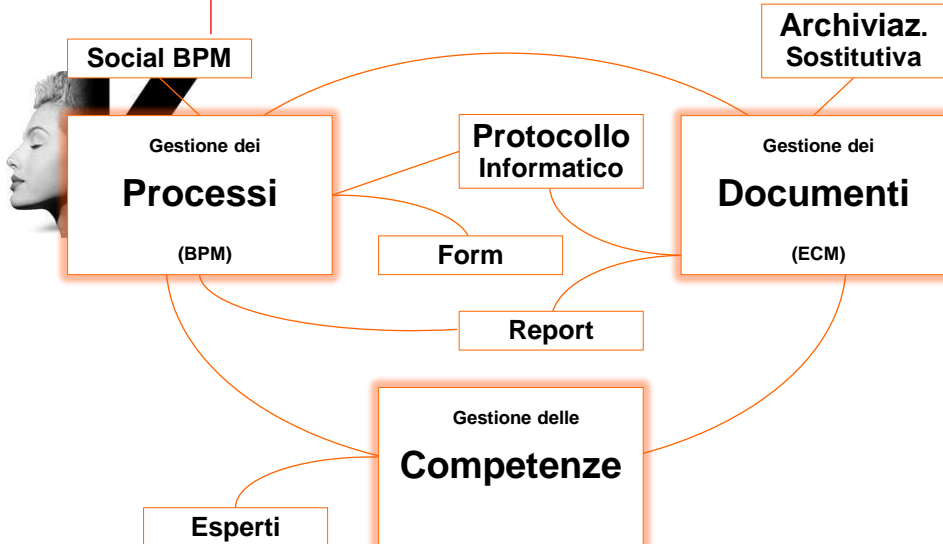 Social BPM
Archiviaz.
Sostitutiva
Gestione dei
Processi
(BPM)
Protocollo
Informatico
Form
Report
Gestione dei
Documenti
(ECM)
Gestione delle
Competenze
Esperti